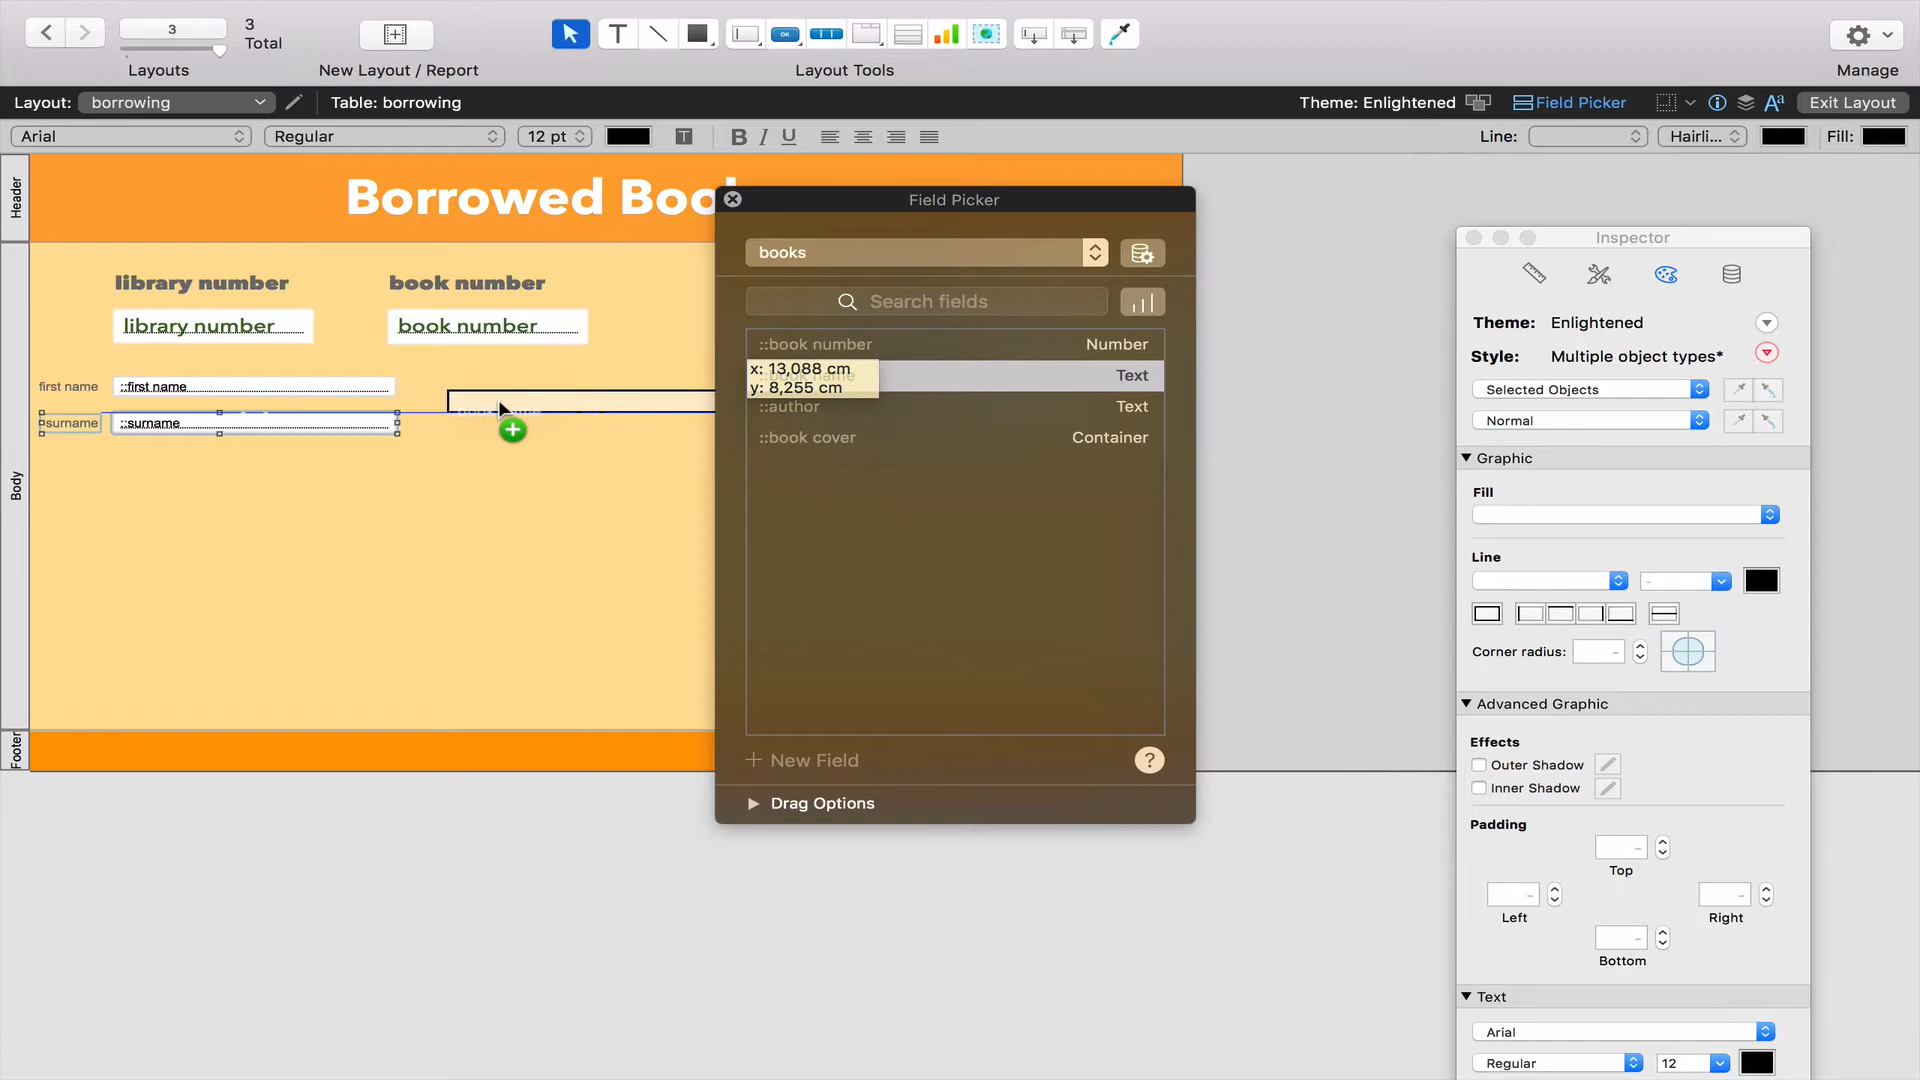 3
3
Total
Layouts
New Layout / Report
OK
Layout Tools
Manage
Layout: borrowing
Table: borrowing
Theme: Enlightened
Field Picker
Aa
Exit Layout
Arial
Regular
12 pt
T
B I U
Line:
Hairli...
Fill:
Header
Borrowed Boo
Body
library number
book number
library number
book number
first name
::first name
surname
::surname
Footer
Field Picker
books
Search fields
::book number
Number
x: 13,088 cm
y: 8,255 cm
Text
::author
Text
::book cover
Container
+ New Field
?
Drag Options
Inspector
Theme: Enlightened
Style: Multiple object types*
Selected Objects
Normal
Graphic
Fill
Line
Corner radius:
Advanced Graphic
Effects
Outer Shadow
Inner Shadow
Padding
Top
Left
Right
Bottom
Text
Arial
Regular
12